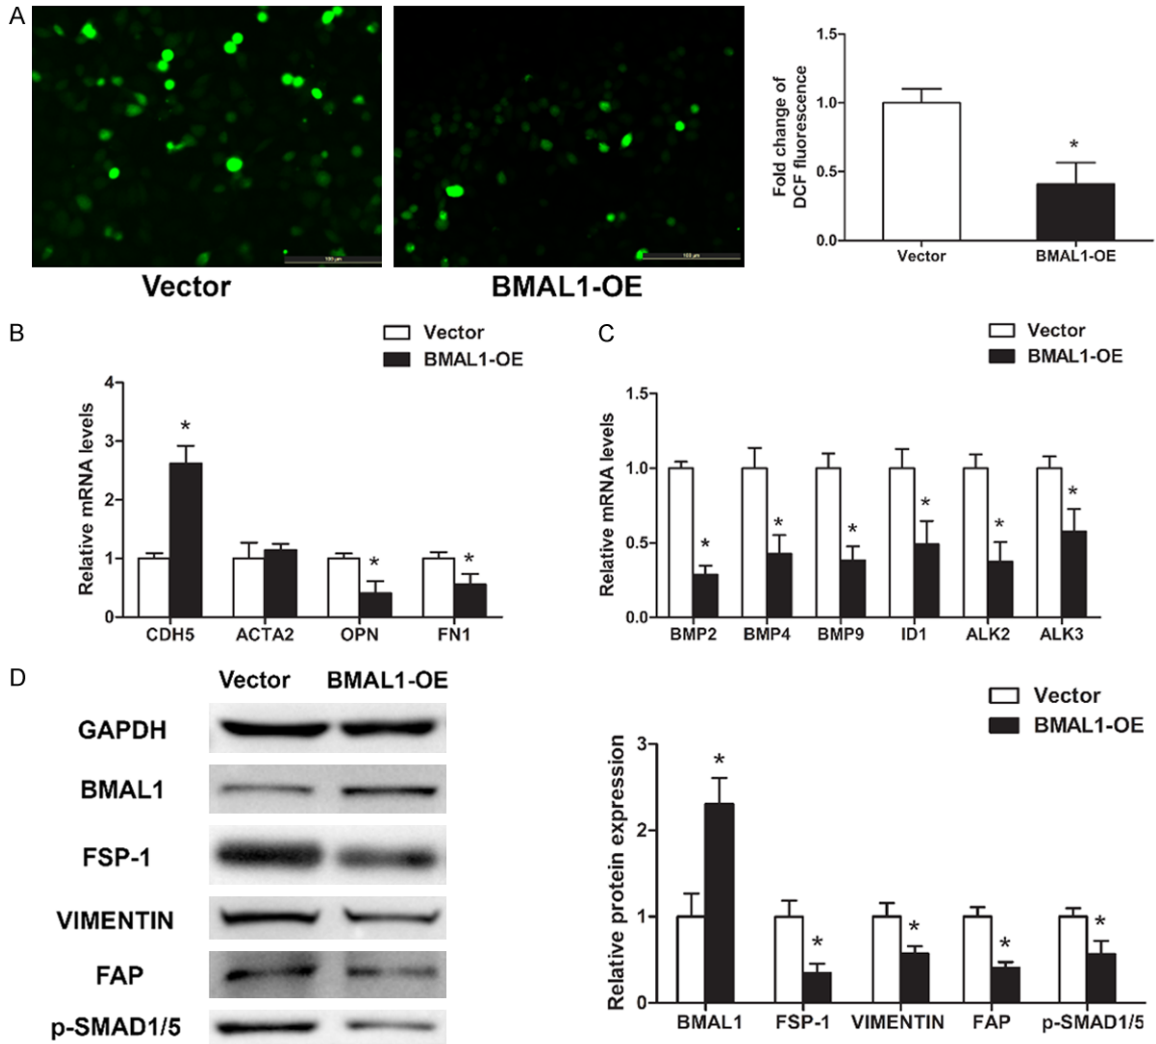 A
100 μm
100 μm
Vector
BMAL1-OE
Fold change of
DCF fluorescence
1.5
1.0
0.5
0.0
*
Vector
BMAL1-OE
B
Vector
BMAL1-OE
Relative mRNA levels
4
3
2
1
0
*
*
*
CDH5
ACTA2
OPN
FN1
C
Vector
BMAL1-OE
Relative mRNA levels
1.5
1.0
0.5
0.0
*
*
*
*
*
*
BMP2
BMP4
BMP9
ID1
ALK2
ALK3
D
Vector
BMAL1-OE
GAPDH
BMAL1
FSP-1
VIMENTIN
FAP
p-SMAD1/5
Vector
BMAL1-OE
Relative protein expression
3
2
1
0
*
*
*
*
*
BMAL1
FSP-1
VIMENTIN
FAP
p-SMAD1/5